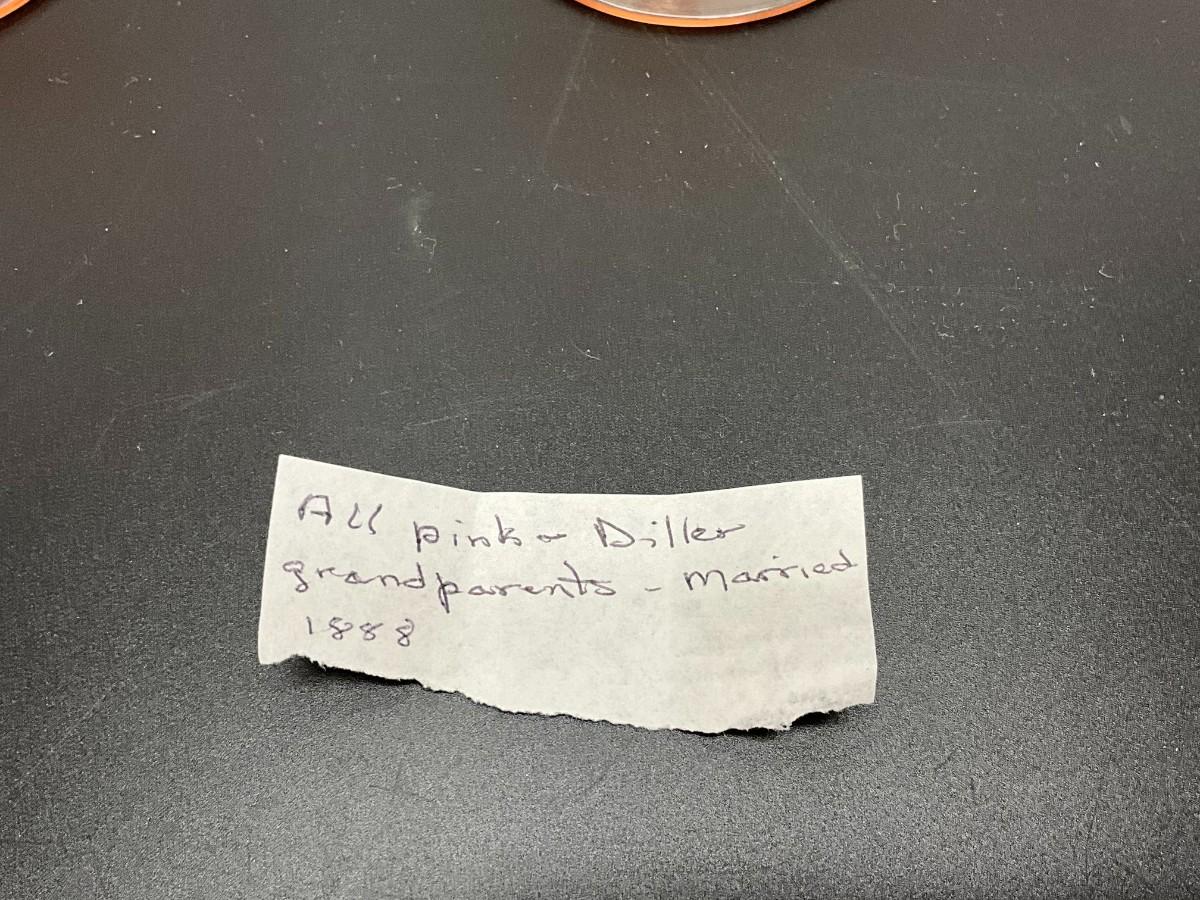 All pink - Diller
grandparents - married
1888